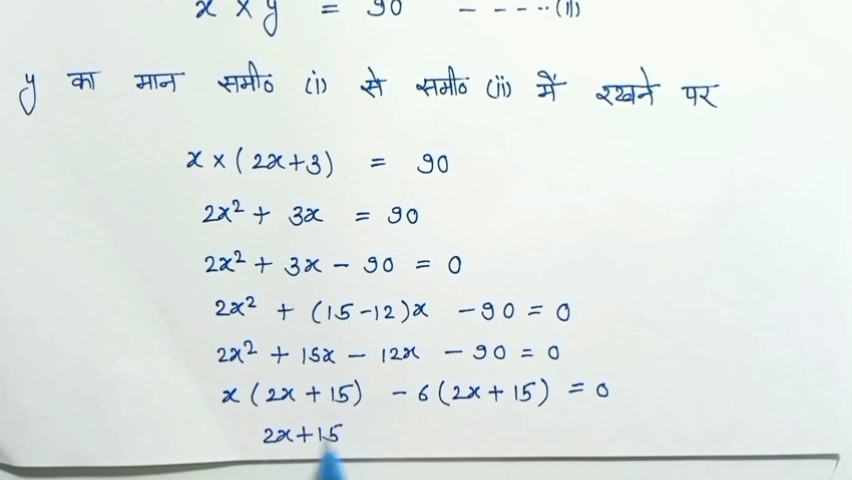 x × y = 90 - - - - .. (ii)
y का मान समी० (i) से समी० (ii) में रखने पर
x × ( 2x + 3 ) = 90
2x² + 3x = 90
2x² + 3x - 90 = 0
2x² + (15 - 12)x - 90 = 0
2x² + 15x - 12x - 90 = 0
x ( 2x + 15 ) - 6 ( 2x + 15 ) = 0
2x + 15